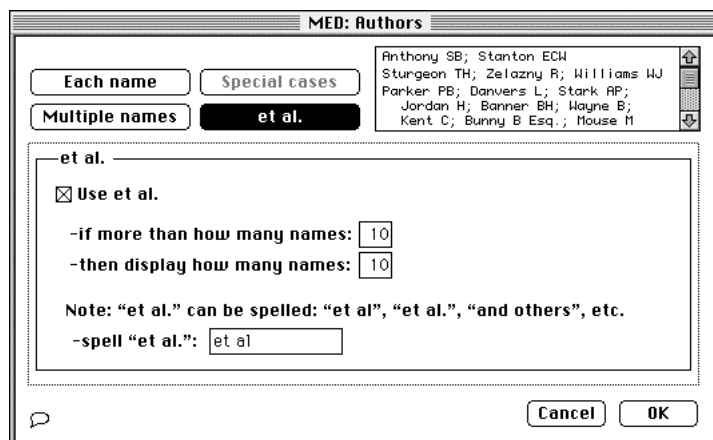 MED: Authors
Each name
Special cases
Multiple names
et al.
Anthony SB; Stanton ECW
Sturgeon TH; Zelazny R; Williams WJ
Parker PB; Danvers L; Stark AP;
Jordan H; Banner BH; Wayne B;
Kent C; Bunny B Esq.; Mouse M
et al.
Use et al.
-if more than how many names: 10
-then display how many names: 10
Note: “et al.” can be spelled: “et al”, “et al.”, “and others”, etc.
-spell “et al.”: et al
Cancel
OK